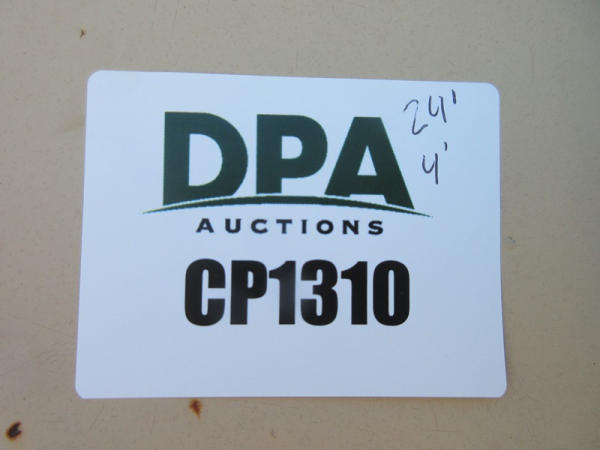 DPA
AUCTIONS
CP1310
24'
4'